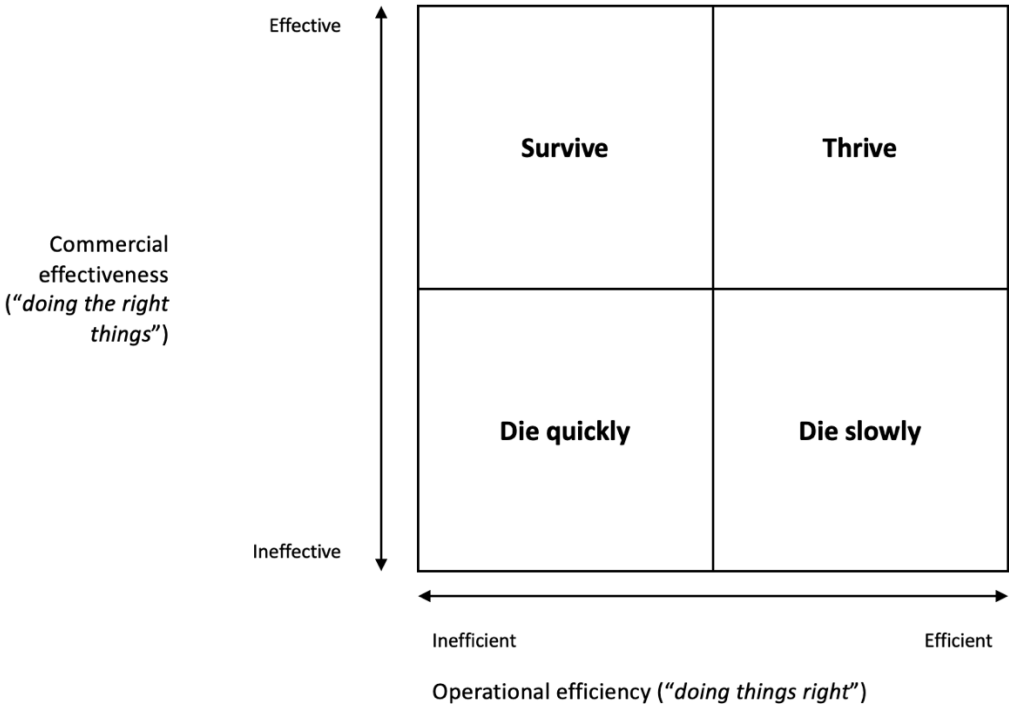 Effective
Survive
Thrive
Commercial
effectiveness
(“doing the right
things”)
Die quickly
Die slowly
Ineffective
Inefficient
Efficient
Operational efficiency (“doing things right”)